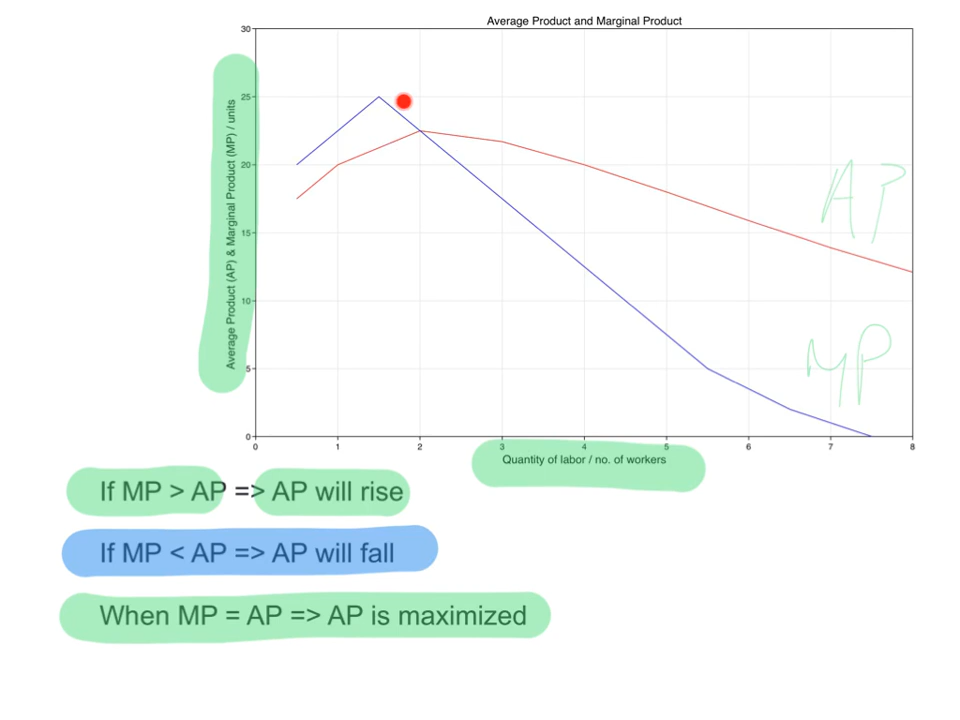 Average Product and Marginal Product
30
25
20
15
10
5
0
Average Product (AP) & Marginal Product (MP) / units
AP
MP
0 1 2 3 4 5 6 7 8
Quantity of labor / no. of workers
If MP > AP => AP will rise
If MP < AP => AP will fall
When MP = AP => AP is maximized